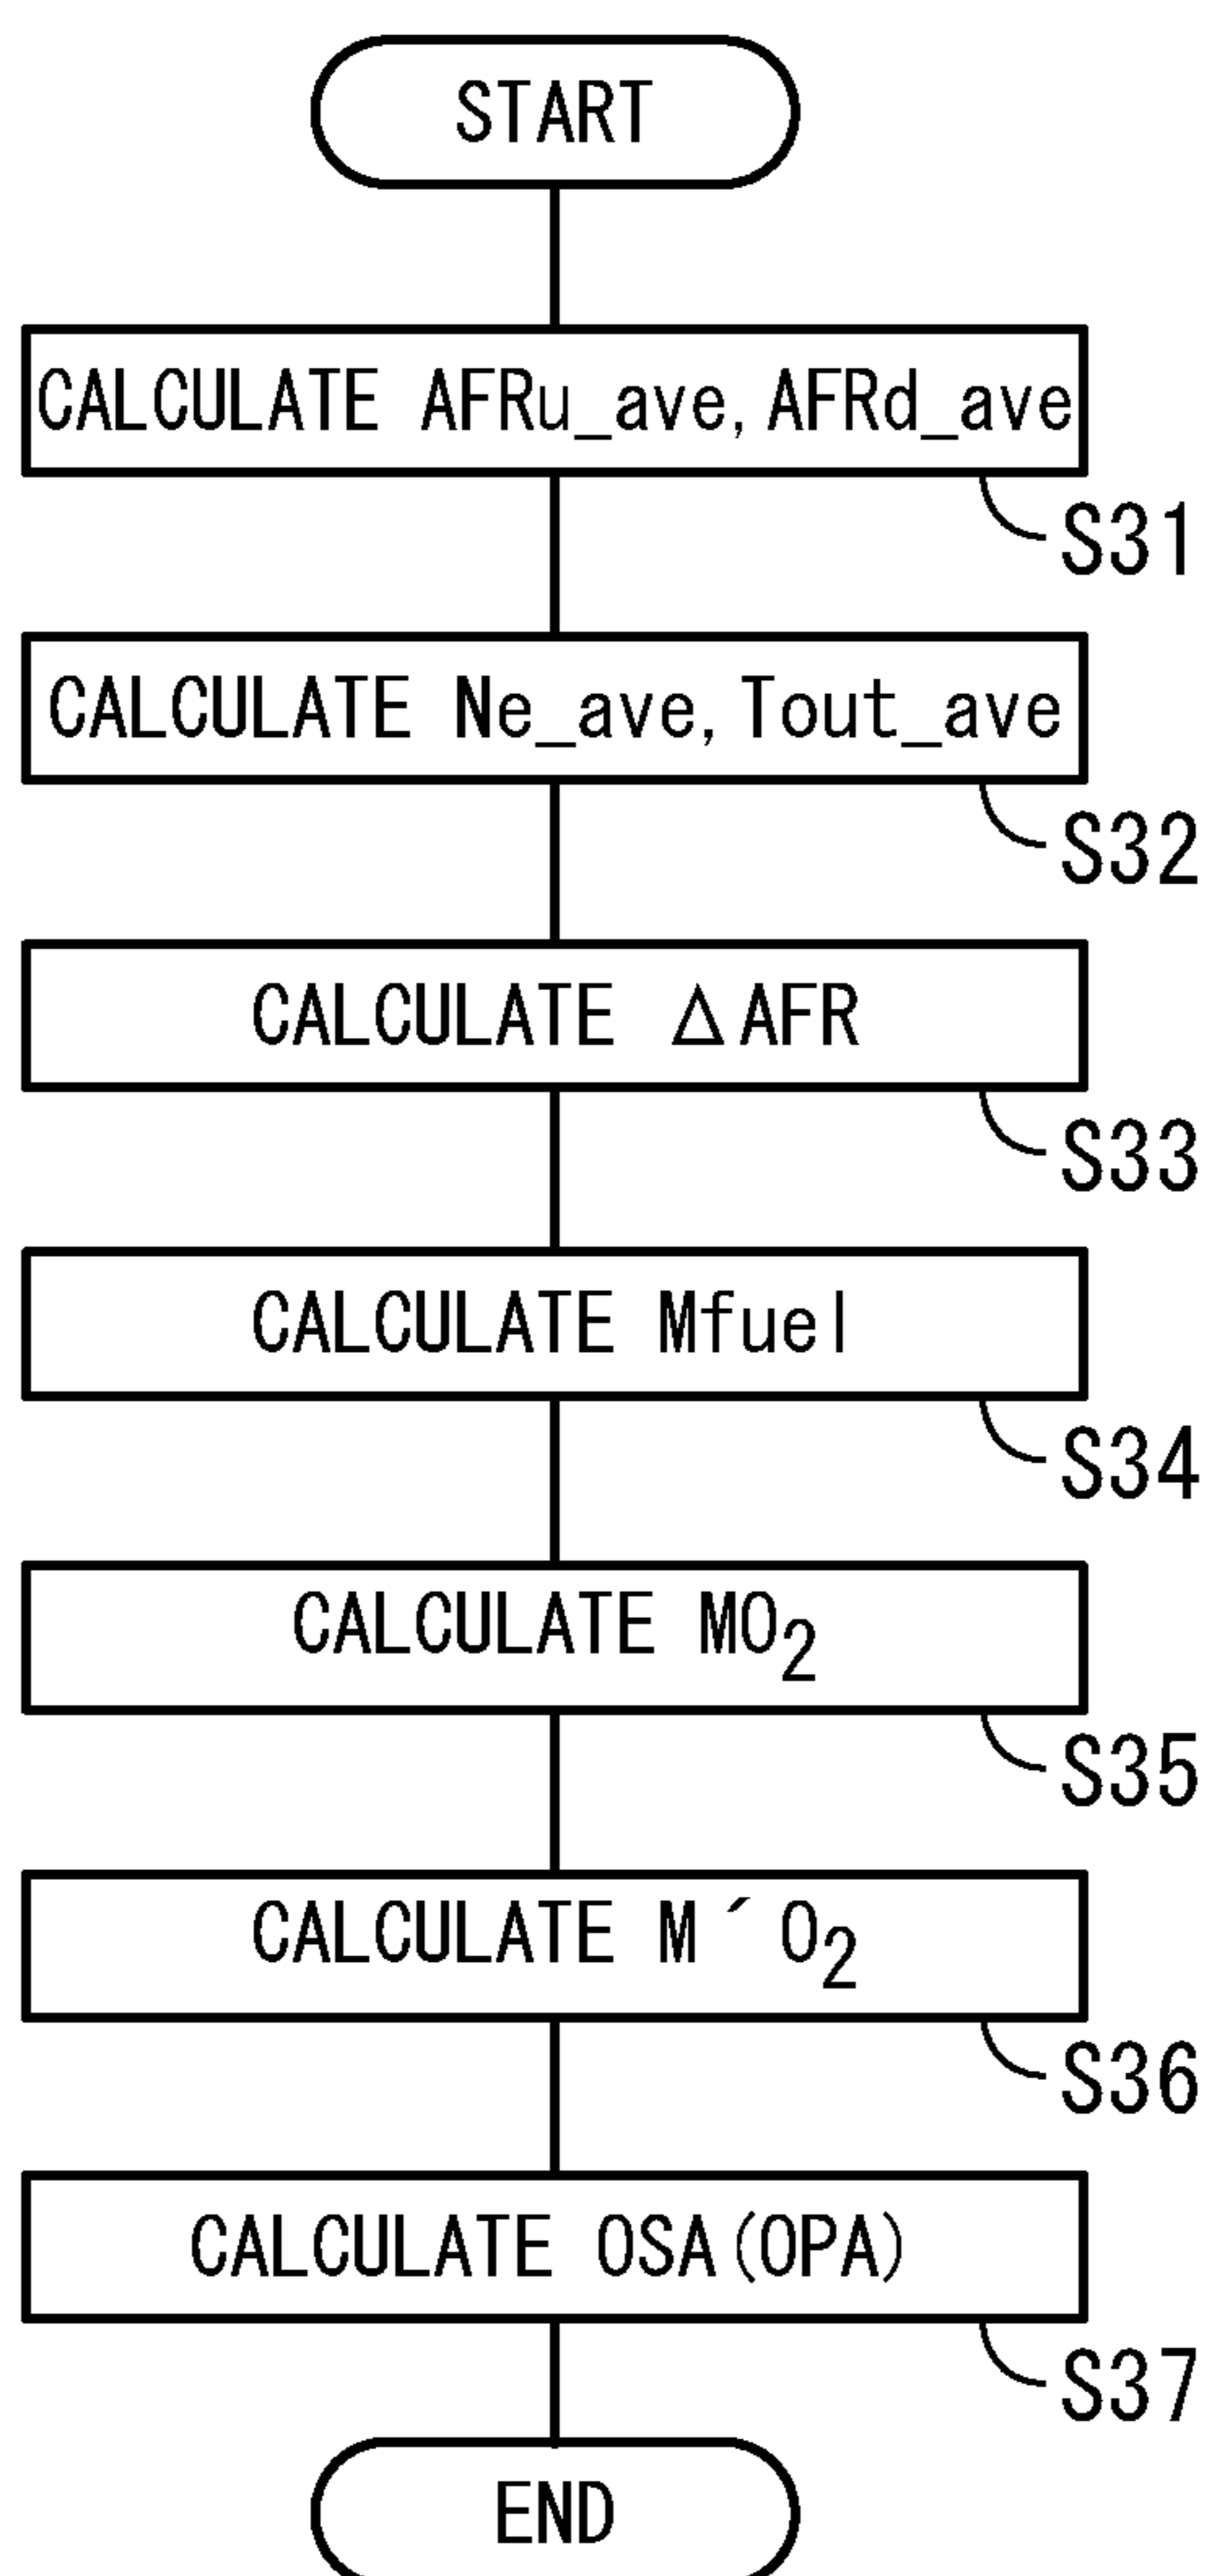 START
CALCULATE AFRu_ave, AFRd_ave
S31
CALCULATE Ne_ave, Tout_ave
S32
CALCULATE ΔAFR
S33
CALCULATE Mfuel
S34
CALCULATE MO₂
S35
CALCULATE M´O₂
S36
CALCULATE OSA(OPA)
S37
END